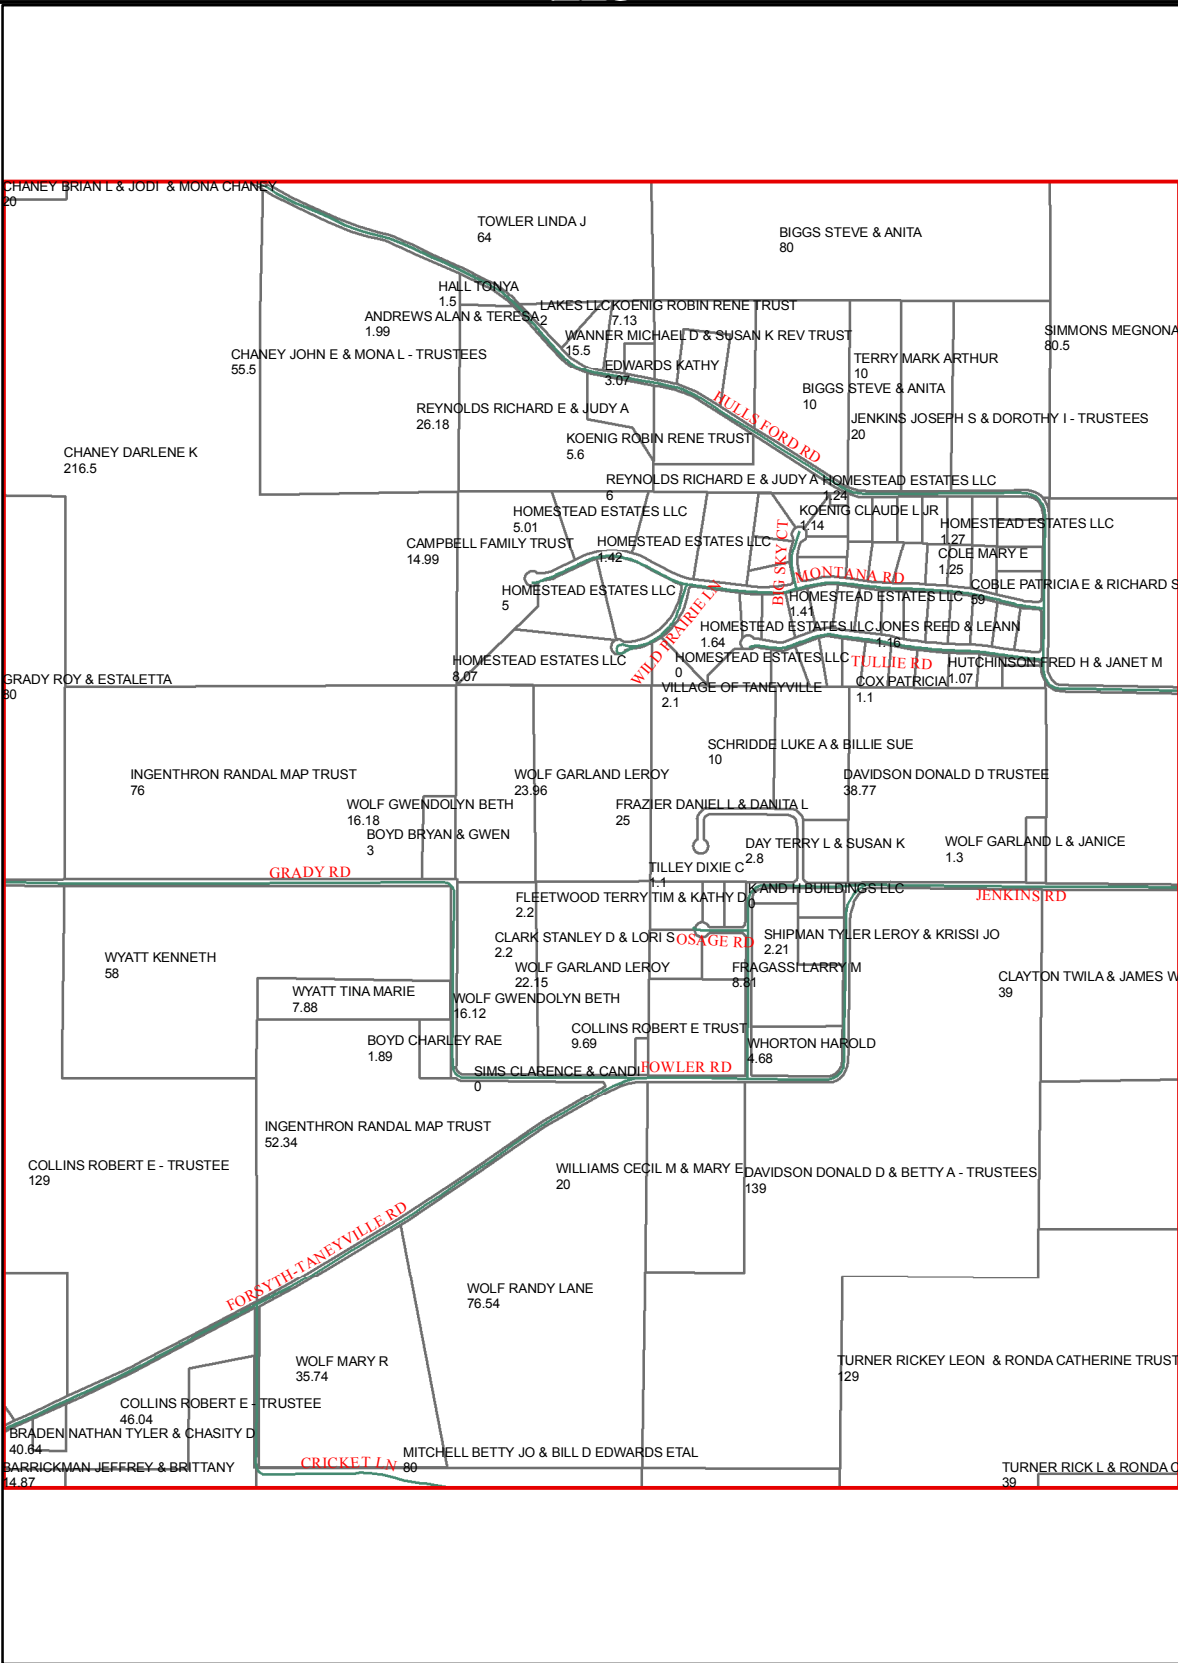 CHANEY BRIAN L & JODI & MONA CHANEY
20
TOWLER LINDA J
64
BIGGS STEVE & ANITA
80
HALL TONYA
1.5
LAKES LLC
2
KOENIG ROBIN RENE TRUST
7.13
ANDREWS ALAN & TERESA
1.99
WANNER MICHAEL D & SUSAN K REV TRUST
15.5
SIMMONS MEGNONA
80.5
CHANEY JOHN E & MONA L - TRUSTEES
55.5
EDWARDS KATHY
3.07
TERRY MARK ARTHUR
10
BIGGS STEVE & ANITA
10
HULLS FORD RD
REYNOLDS RICHARD E & JUDY A
26.18
JENKINS JOSEPH S & DOROTHY I - TRUSTEES
20
KOENIG ROBIN RENE TRUST
5.6
CHANEY DARLENE K
216.5
REYNOLDS RICHARD E & JUDY A
6
HOMESTEAD ESTATES LLC
1.24
HOMESTEAD ESTATES LLC
5.01
KOENIG CLAUDE L JR
1.14
HOMESTEAD ESTATES LLC
1.27
CAMPBELL FAMILY TRUST
14.99
HOMESTEAD ESTATES LLC
1.42
BIG SKY CT
COLE MARY E
1.25
MONTANA RD
HOMESTEAD ESTATES LLC
5
COBLE PATRICIA E & RICHARD S
59
HOMESTEAD ESTATES LLC
1.41
WILD PRAIRIE LN
HOMESTEAD ESTATES LLC
1.64
JONES REED & LEANN
1.16
HOMESTEAD ESTATES LLC
8.07
HOMESTEAD ESTATES LLC
0
TULLIE RD
HUTCHINSON FRED H & JANET M
1.07
GRADY ROY & ESTALETTA
80
VILLAGE OF TANEYVILLE
2.1
COX PATRICIA
1.1
SCHRIDDE LUKE A & BILLIE SUE
10
INGENTHRON RANDAL MAP TRUST
76
WOLF GARLAND LEROY
23.96
DAVIDSON DONALD D TRUSTEE
38.77
WOLF GWENDOLYN BETH
16.18
FRAZIER DANIEL L & DANITA L
25
BOYD BRYAN & GWEN
3
DAY TERRY L & SUSAN K
2.8
WOLF GARLAND L & JANICE
1.3
GRADY RD
TILLEY DIXIE C
1.1
K AND H BUILDINGS LLC
0
JENKINS RD
FLEETWOOD TERRY TIM & KATHY D
2.2
CLARK STANLEY D & LORI S
2.2
OSAGE RD
SHIPMAN TYLER LEROY & KRISSI JO
2.21
WYATT KENNETH
58
WOLF GARLAND LEROY
22.15
FRAGASSI LARRY M
8.81
CLAYTON TWILA & JAMES W
39
WYATT TINA MARIE
7.88
WOLF GWENDOLYN BETH
16.12
BOYD CHARLEY RAE
1.89
COLLINS ROBERT E TRUST
9.69
WHORTON HAROLD
4.68
SIMS CLARENCE & CANDI
0
FOWLER RD
INGENTHRON RANDAL MAP TRUST
52.34
COLLINS ROBERT E - TRUSTEE
129
WILLIAMS CECIL M & MARY E
20
DAVIDSON DONALD D & BETTY A - TRUSTEES
139
FORSYTH-TANEYVILLE RD
WOLF RANDY LANE
76.54
WOLF MARY R
35.74
TURNER RICKEY LEON & RONDA CATHERINE TRUST
129
COLLINS ROBERT E - TRUSTEE
46.04
BRADEN NATHAN TYLER & CHASITY D
40.64
MITCHELL BETTY JO & BILL D EDWARDS ETAL
80
CRICKET LN
BARRICKMAN JEFFREY & BRITTANY
14.87
TURNER RICK L & RONDA C
39